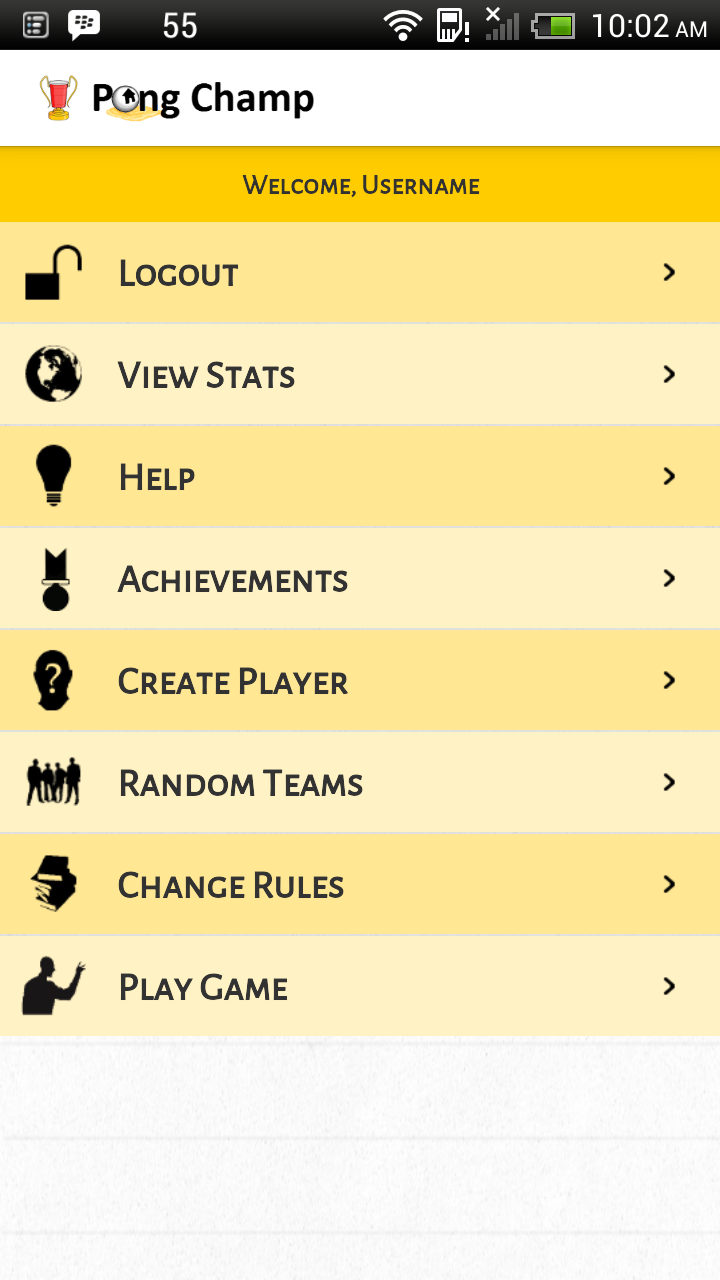 55 10:02 AM
Pong Champ
Welcome, Username
Logout
View Stats
Help
Achievements
?
Create Player
Random Teams
Change Rules
Play Game